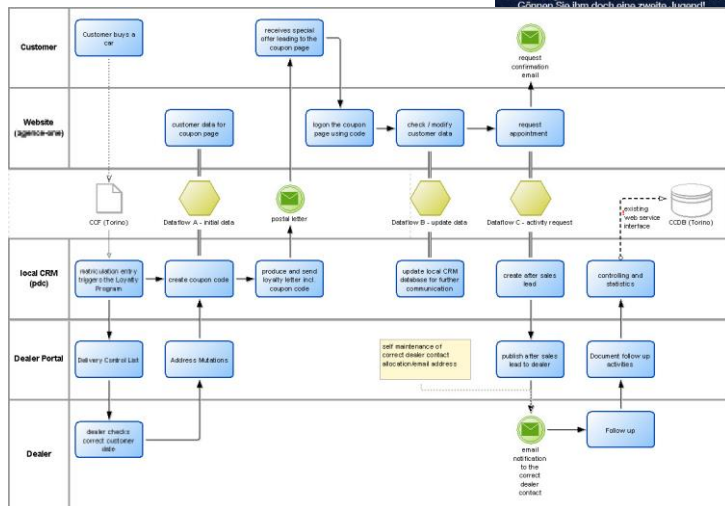 Gönnen Sie ihm doch eine zweite Jugend!
Customer
Customer buys a
car
receives special
offer leading to the
coupon page
request
confirmation
email
Website
(agence-one)
customer data for
coupon page
logon the coupon
page using code
check / modify
customer data
request
appointment
CCF (Torino)
Dataflow A - initial data
postal letter
Dataflow B - update data
Dataflow C - activity request
existing
web service
interface
CCDB (Torino)
local CRM
(pdc)
matriculation entry
triggers the Loyalty
Program
create coupon code
produce and send
loyalty letter incl.
coupon code
update local CRM
database for further
communication
create after sales
lead
controlling and
statistics
Dealer Portal
Delivery Control List
Address Mutations
self maintenance of
correct dealer contact
allocation/email address
publish after sales
lead to dealer
Document follow up
activities
Dealer
dealer checks
correct customer
date
email
notification
to the
correct
dealer
contact
Follow up